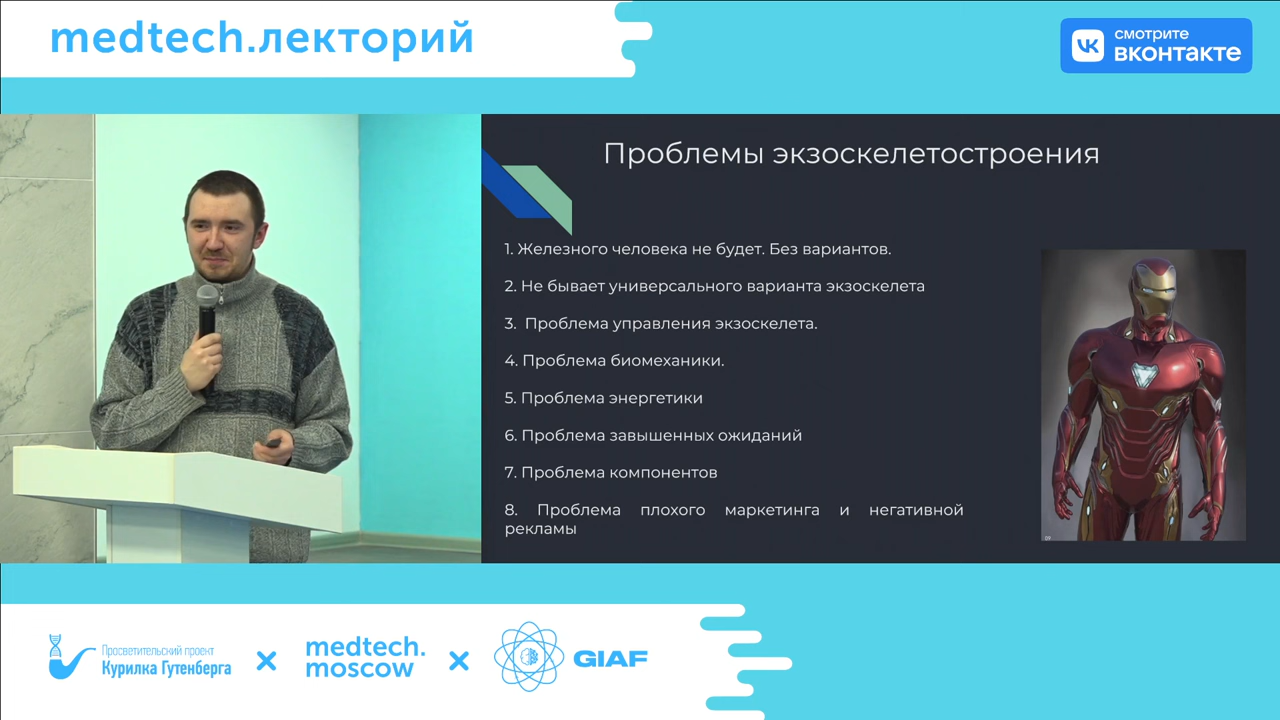 medtech.лекторий
смотрите
вконтакте
Проблемы экзоскелетостроения
1. Железного человека не будет. Без вариантов.
2. Не бывает универсального варианта экзоскелета
3. Проблема управления экзоскелета.
4. Проблема биомеханики.
5. Проблема энергетики
6. Проблема завышенных ожиданий
7. Проблема компонентов
8. Проблема плохого маркетинга и негативной
рекламы
Просветительский проект
Курилка Гутенберга
medtech.
moscow
GIAF